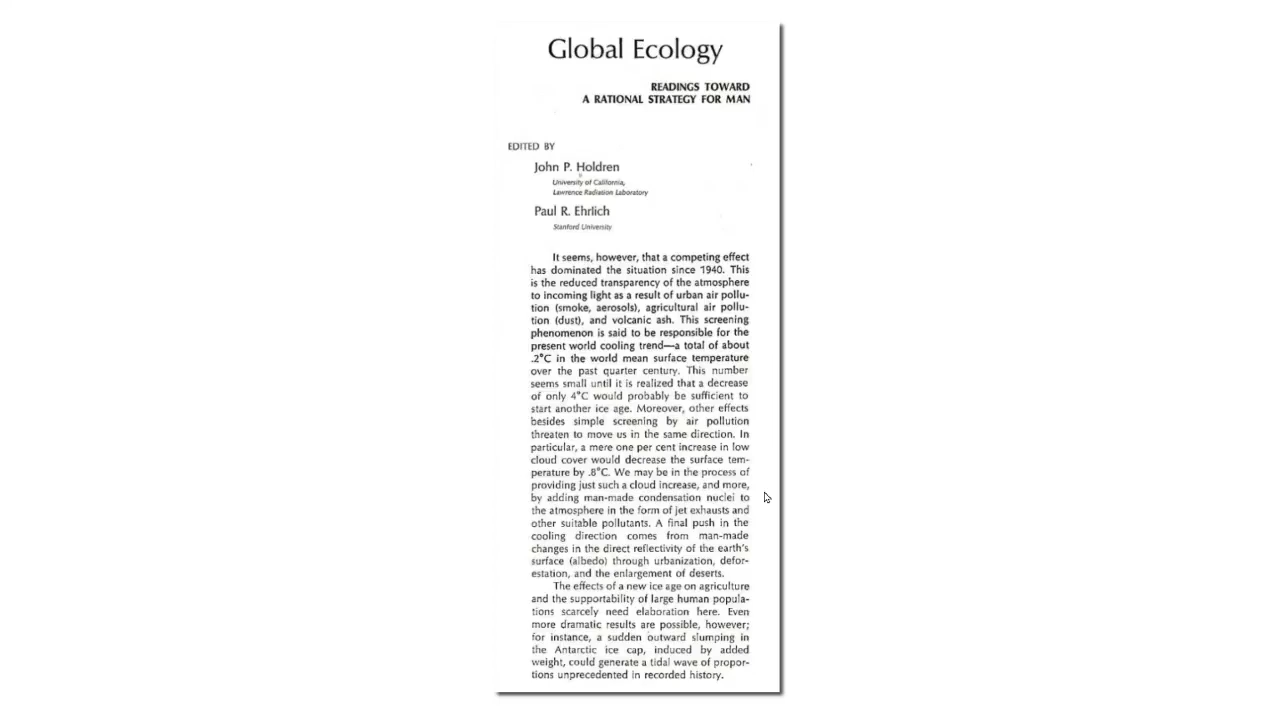 Global Ecology
READINGS TOWARD
A RATIONAL STRATEGY FOR MAN
EDITED BY
John P. Holdren
University of California,
Lawrence Radiation Laboratory
Paul R. Ehrlich
Stanford University
It seems, however, that a competing effect
has dominated the situation since 1940. This
is the reduced transparency of the atmosphere
to incoming light as a result of urban air pollu-
tion (smoke, aerosols), agricultural air pollu-
tion (dust), and volcanic ash. This screening
phenomenon is said to be responsible for the
present world cooling trend—a total of about
.2°C in the world mean surface temperature
over the past quarter century. This number
seems small until it is realized that a decrease
of only 4°C would probably be sufficient to
start another ice age. Moreover, other effects
besides simple screening by air pollution
threaten to move us in the same direction. In
particular, a mere one per cent increase in low
cloud cover would decrease the surface tem-
perature by .8°C. We may be in the process of
providing just such a cloud increase, and more,
by adding man-made condensation nuclei to
the atmosphere in the form of jet exhausts and
other suitable pollutants. A final push in the
cooling direction comes from man-made
changes in the direct reflectivity of the earth's
surface (albedo) through urbanization, defor-
estation, and the enlargement of deserts.
The effects of a new ice age on agriculture
and the supportability of large human popula-
tions scarcely need elaboration here. Even
more dramatic results are possible, however;
for instance, a sudden outward slumping in
the Antarctic ice cap, induced by added
weight, could generate a tidal wave of propor-
tions unprecedented in recorded history.